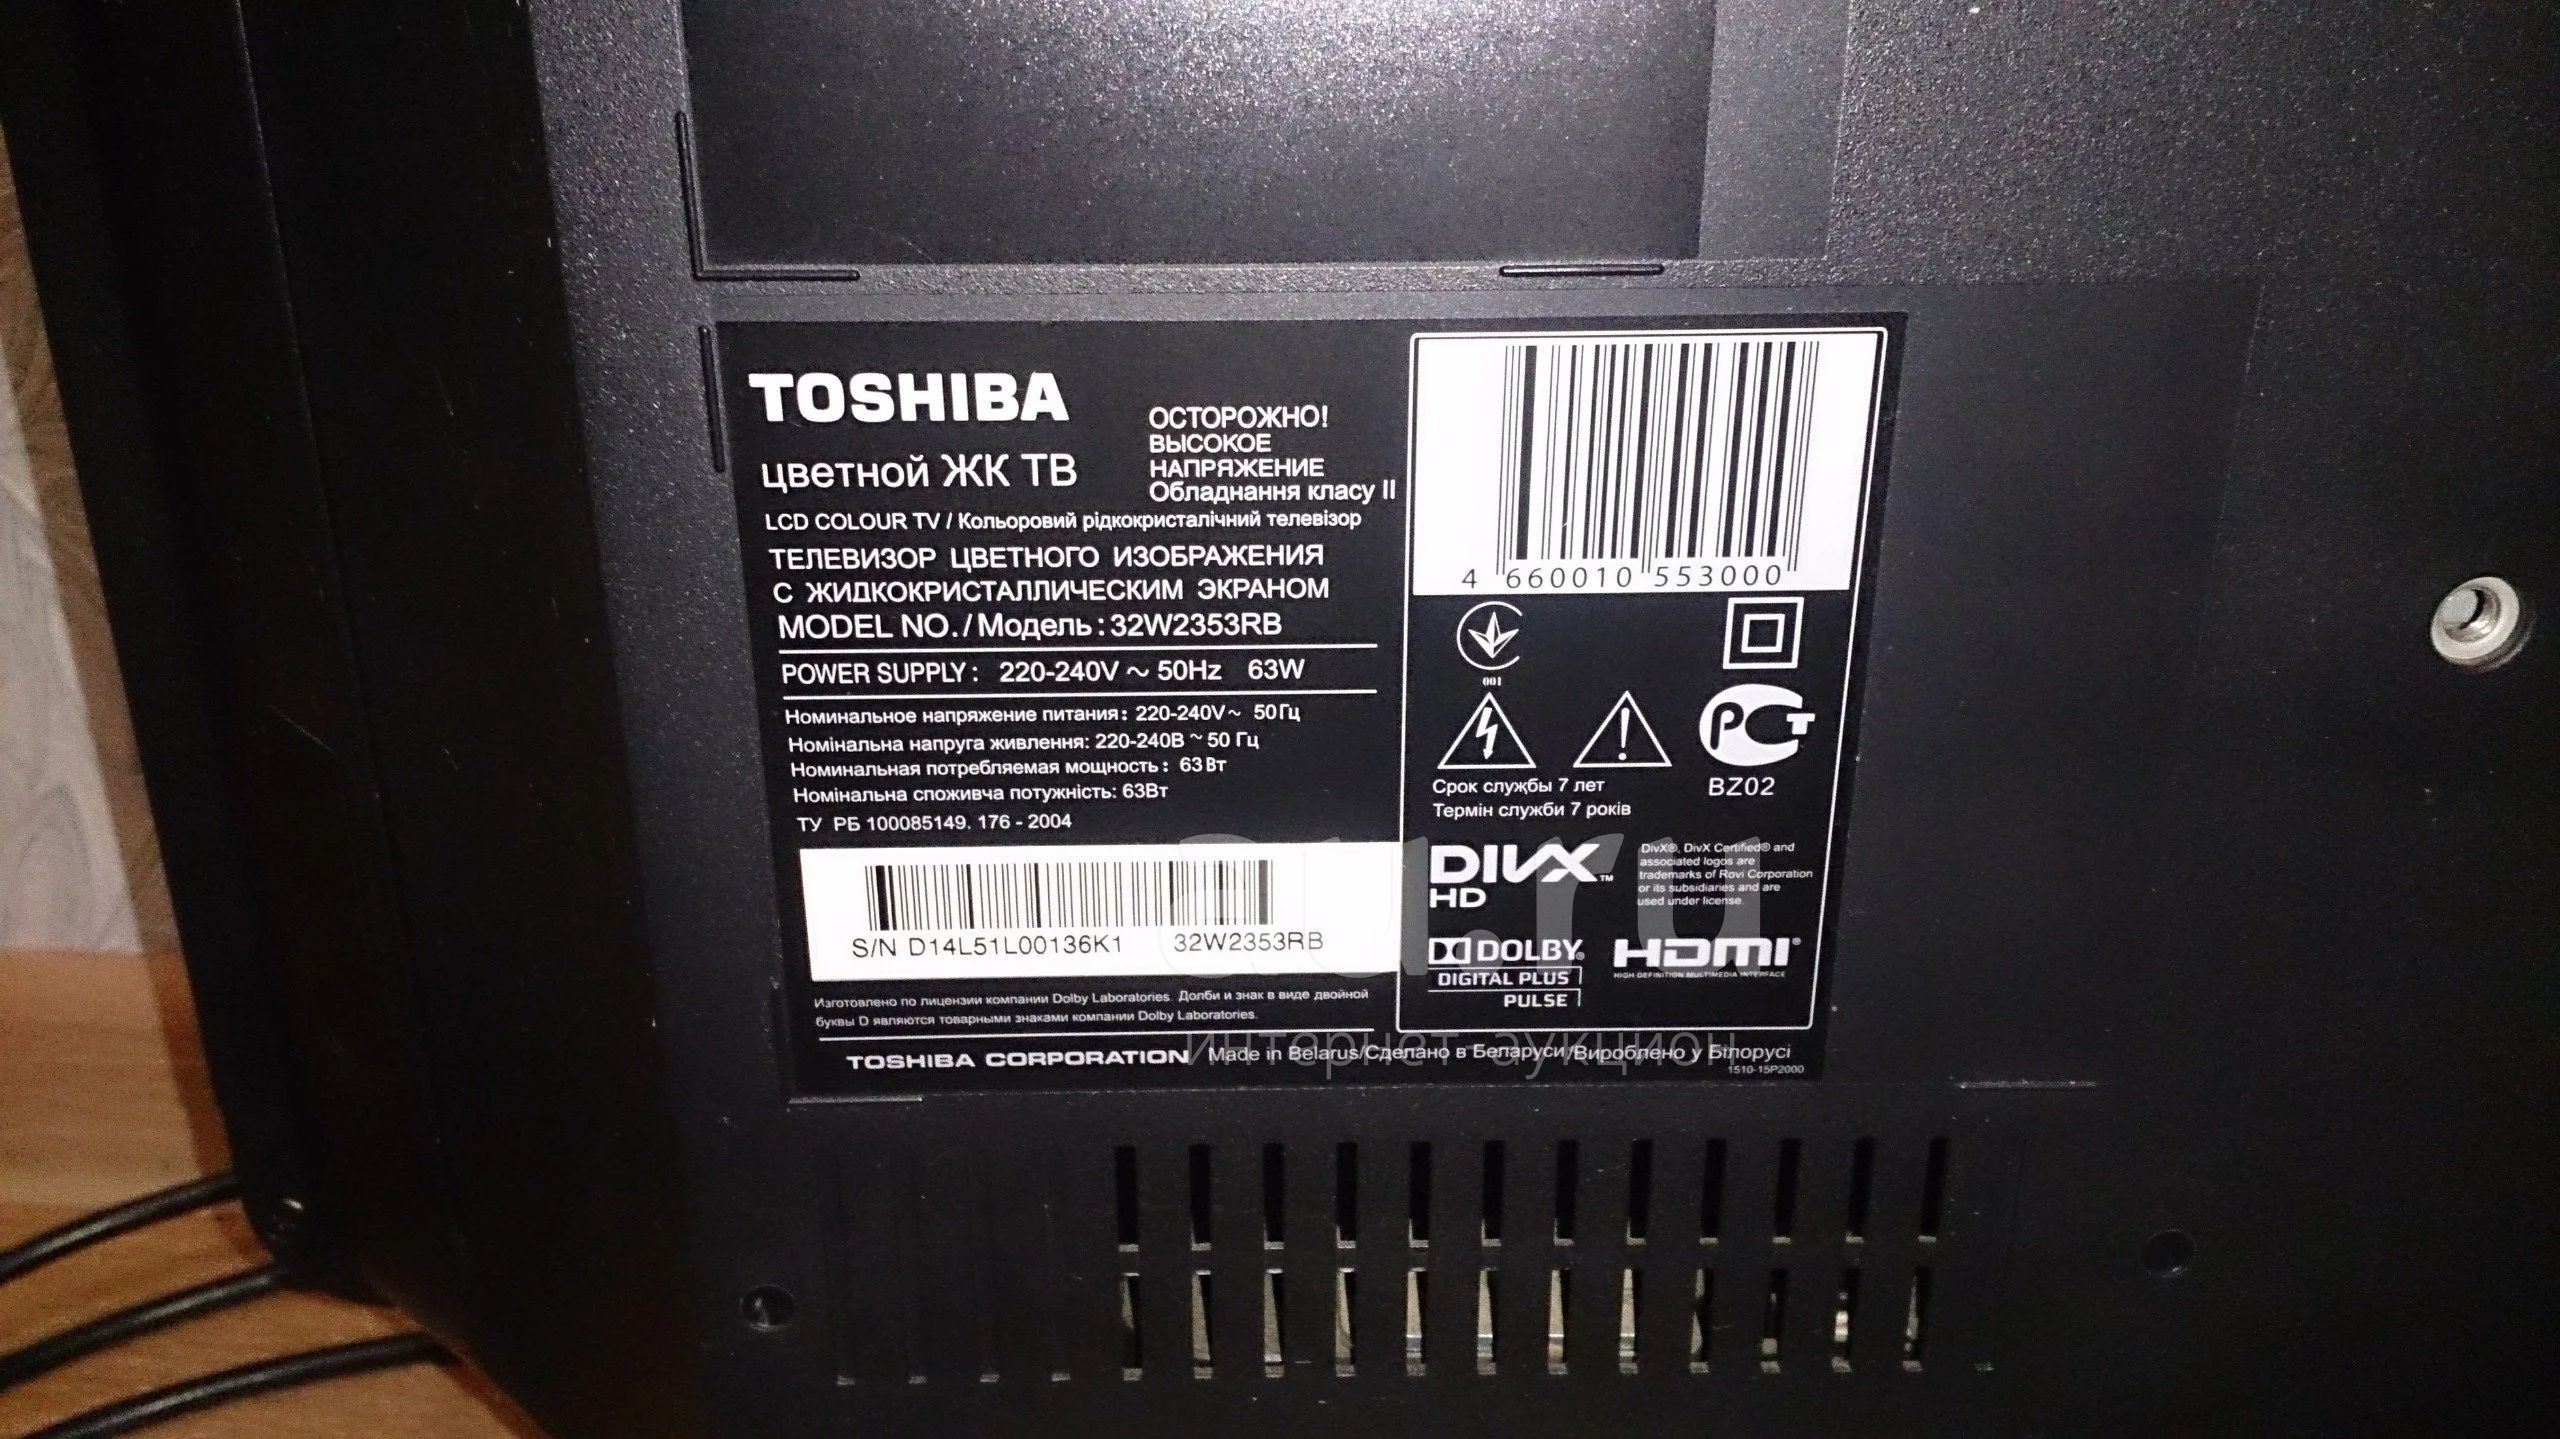 TOSHIBA
цветной ЖК ТВ
ОСТОРОЖНО!
ВЫСОКОЕ
НАПРЯЖЕНИЕ
Обладнання класу II
LCD COLOUR TV / Кольоровий рідкокристалічний телевізор
ТЕЛЕВИЗОР ЦВЕТНОГО ИЗОБРАЖЕНИЯ
С ЖИДКОКРИСТАЛЛИЧЕСКИМ ЭКРАНОМ
MODEL NO./Модель: 32W2353RB
POWER SUPPLY: 220-240V ~ 50Hz 63W
Номинальное напряжение питания: 220-240V~ 50Гц
Номінальна напруга живлення: 220-240В ~ 50 Гц
Номинальная потребляемая мощность: 63Вт
Номінальна споживча потужність: 63Вт
ТУ РБ 100085149. 176 - 2004
S/N D14L51L00136K1 32W2353RB
Изготовлено по лицензии компании Dolby Laboratories. Долби и знак в виде двойной
буквы D являются товарными знаками компании Dolby Laboratories.
4 660010 553000
001
РСТ
BZ02
Срок службы 7 лет
Термін служби 7 років
DIVX™
HD
DivX®, DivX Certified® and
associated logos are
trademarks of Rovi Corporation
or its subsidiaries and are
used under license.
DOLBY®
DIGITAL PLUS
PULSE
HDMI®
HIGH-DEFINITION MULTIMEDIA INTERFACE
TOSHIBA CORPORATION Made in Belarus/Сделано в Беларуси/Вироблено у Білорусі
1510-15P2000
au.ru
интернет-аукцион